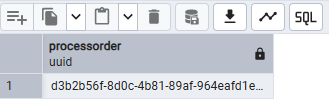 SQL
processorder
uuid
1
d3b2b56f-8d0c-4b81-89af-964eafd1e...